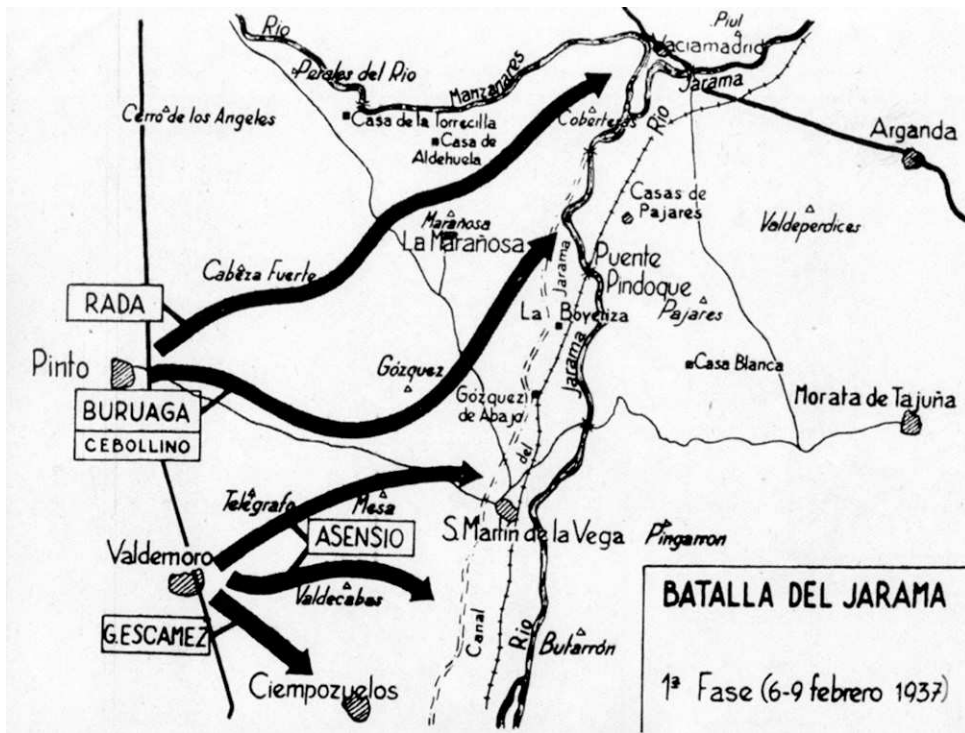 Rio
Piul
Vaciamadrid
Perales del Rio
Manzanares
Jarama
Cerro de los Angeles
Casa de la Torrecilla
Coberteras
Rio
Arganda
Casa de
Aldehuela
Casas de
Pajares
Marañosa
La Marañosa
Valdeperdices
Cabeza Fuerte
Jarama
Puente
Pindoque
RADA
La Boyeriza
Pajares
Pinto
Gózquez
Jarama
Casa Blanca
BURUAGA
CEBOLLINO
Gózquez
de Abajo
Morata de Tajuña
del
Telégrafo
Mesa
ASENSIO
S. Martín de la Vega
Pingarron
Valdemoro
Valdecabas
BATALLA DEL JARAMA
G.ESCAMEZ
Canal
Rio
Butarrón
Ciempozuelos
1ª Fase (6-9 febrero 1937)